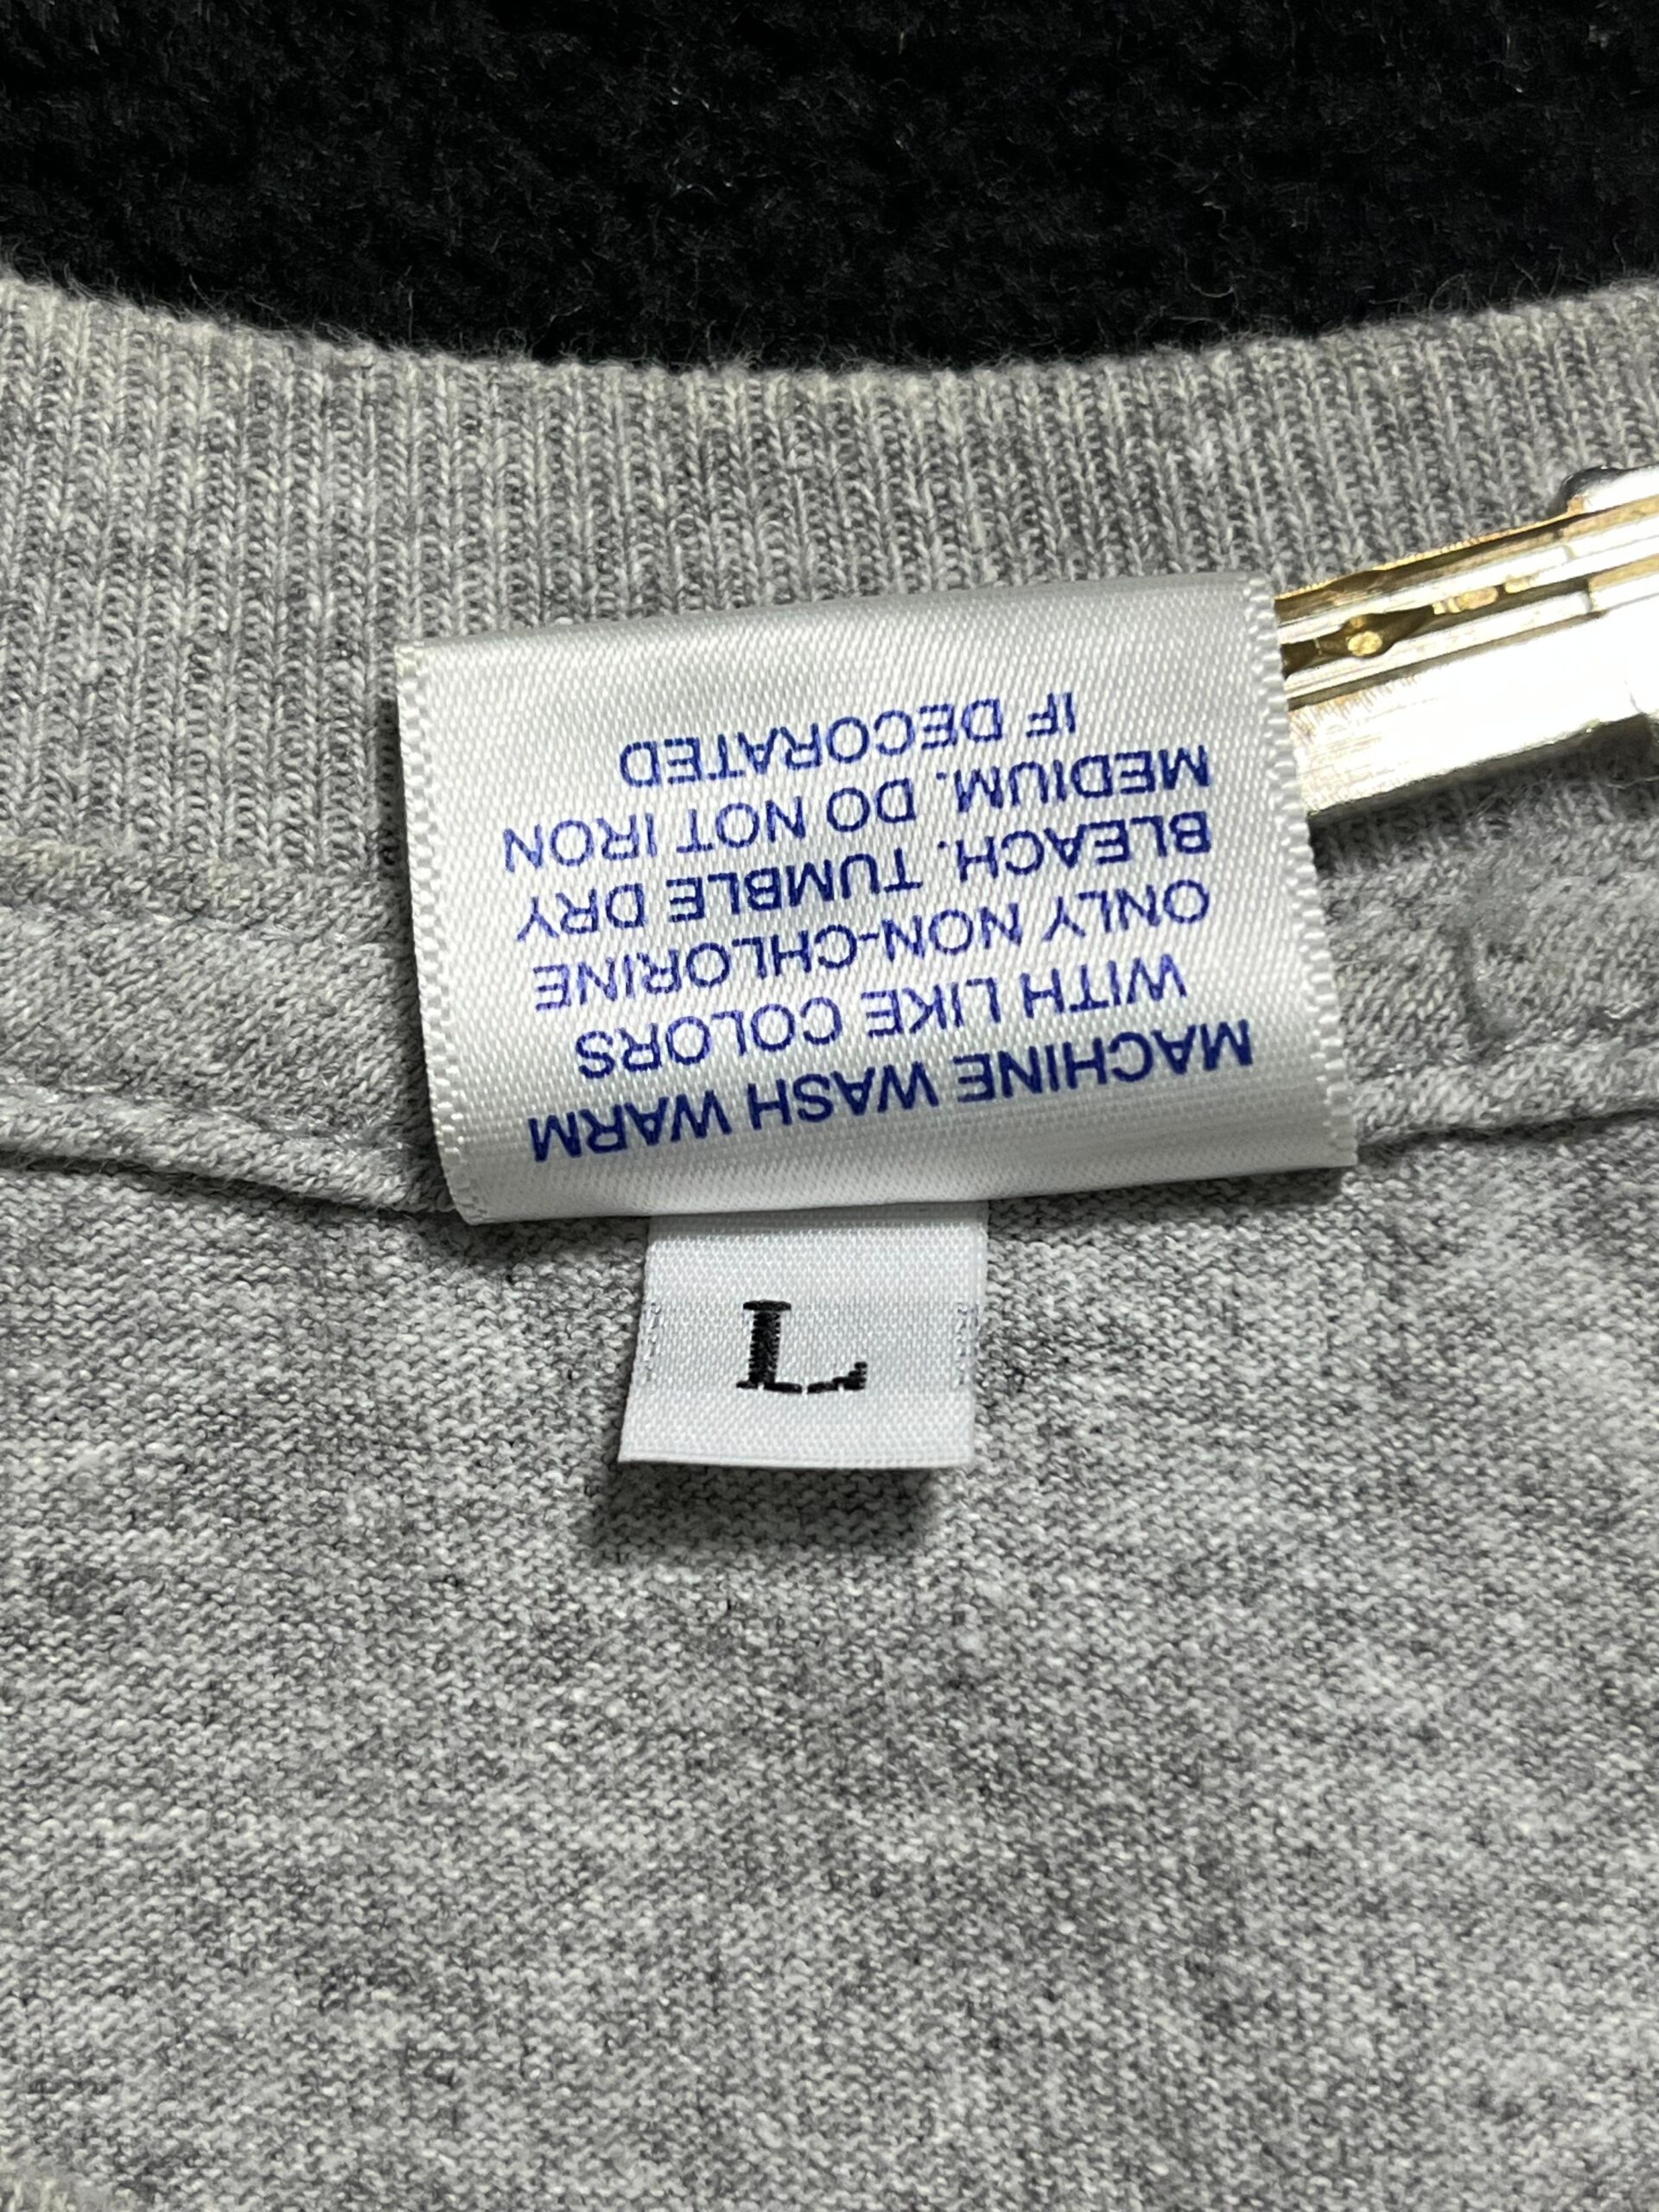 MACHINE WASH WARM
WITH LIKE COLORS
ONLY NON-CHLORINE
BLEACH. TUMBLE DRY
MEDIUM. DO NOT IRON
IF DECORATED
L